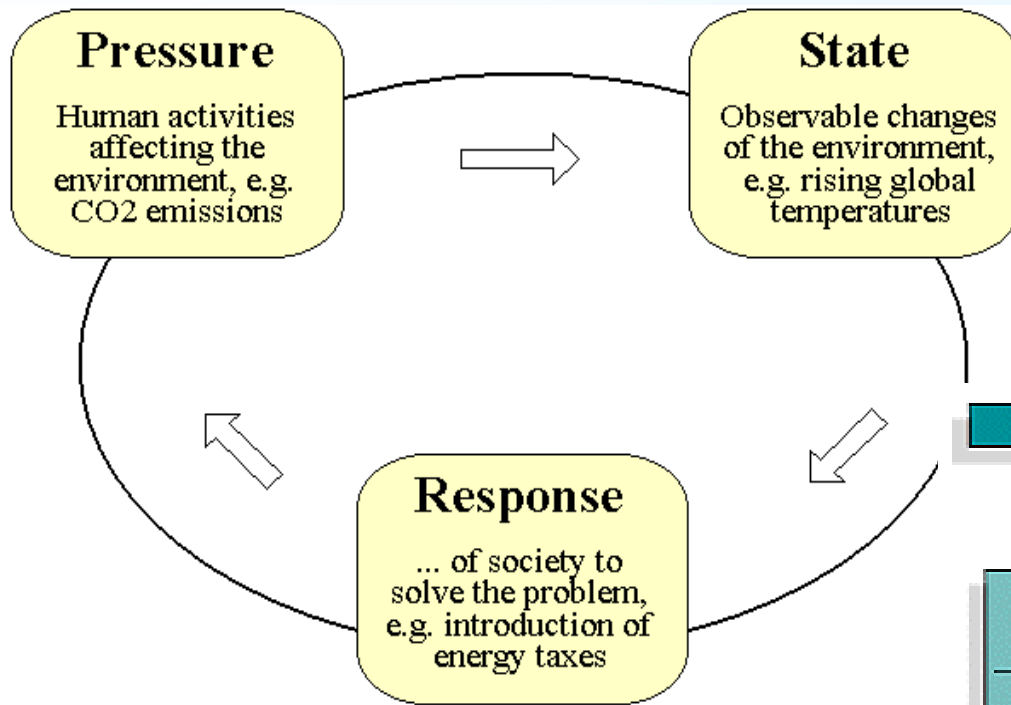 Pressure
Human activities
affecting the
environment, e.g.
CO2 emissions
State
Observable changes
of the environment,
e.g. rising global
temperatures
Response
... of society to
solve the problem,
e.g. introduction of
energy taxes